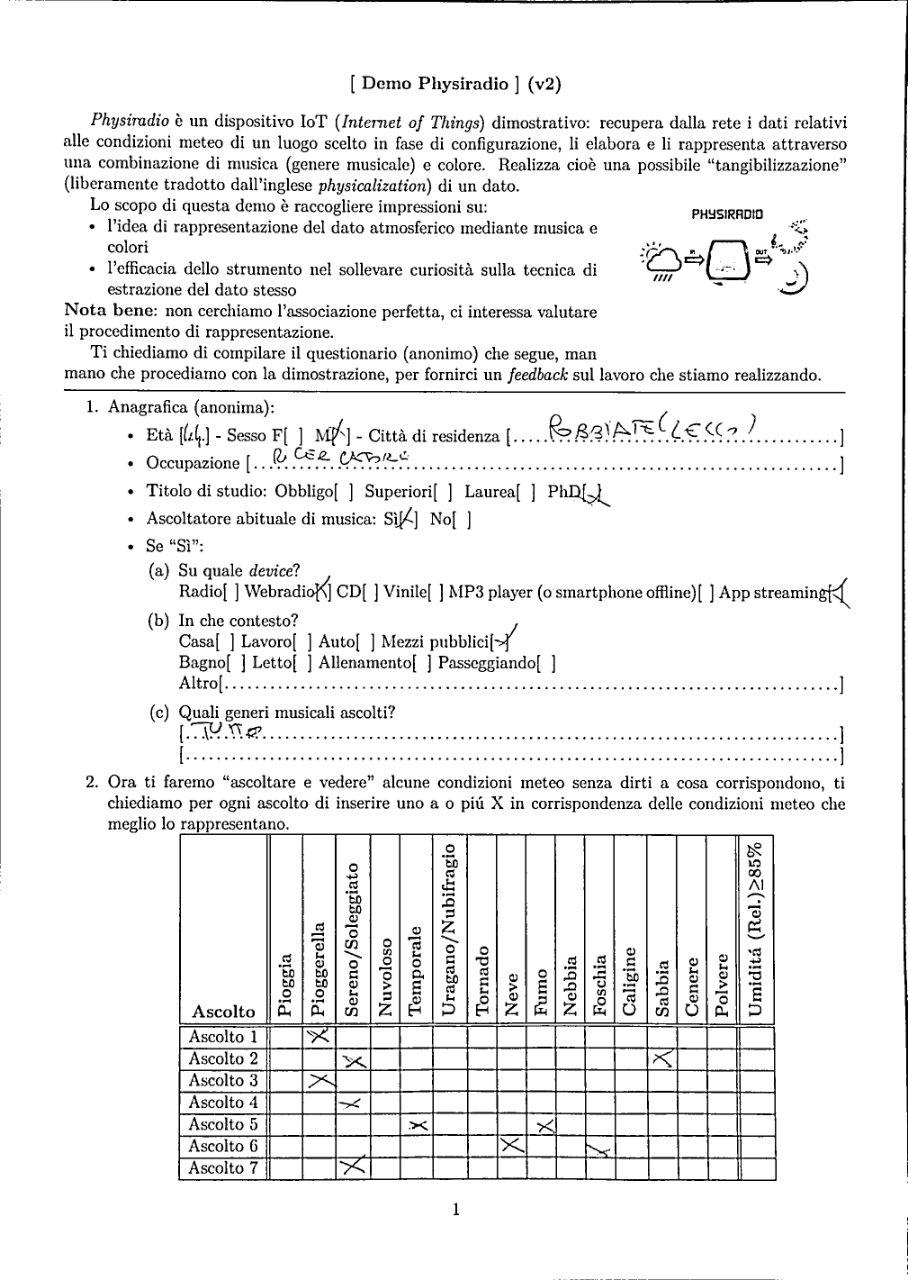 [ Demo Physiradio ] (v2)
Physiradio è un dispositivo IoT (Internet of Things) dimostrativo: recupera dalla rete i dati relativi
alle condizioni meteo di un luogo scelto in fase di configurazione, li elabora e li rappresenta attraverso
una combinazione di musica (genere musicale) e colore. Realizza cioè una possibile “tangibilizzazione”
(liberamente tradotto dall'inglese physicalization) di un dato.
Lo scopo di questa demo è raccogliere impressioni su:
• l'idea di rappresentazione del dato atmosferico mediante musica e
colori
• l'efficacia dello strumento nel sollevare curiosità sulla tecnica di
estrazione del dato stesso
PHYSIRADIO
IN
OUT
Nota bene: non cerchiamo l'associazione perfetta, ci interessa valutare
il procedimento di rappresentazione.
Ti chiediamo di compilare il questionario (anonimo) che segue, man
mano che procediamo con la dimostrazione, per fornirci un feedback sul lavoro che stiamo realizzando.
1. Anagrafica (anonima):
• Età [44] - Sesso F[ ] M[X] - Città di residenza [ ROBBIATE (LECCO) ]
• Occupazione [ RICERCATORE ]
• Titolo di studio: Obbligo[ ] Superiori[ ] Laurea[ ] PhD[X]
• Ascoltatore abituale di musica: Sì[X] No[ ]
• Se “Sì”:
(a) Su quale device?
Radio[ ] Webradio[X] CD[ ] Vinile[ ] MP3 player (o smartphone offline)[ ] App streaming[X]
(b) In che contesto?
Casa[ ] Lavoro[ ] Auto[ ] Mezzi pubblici[X]
Bagno[ ] Letto[ ] Allenamento[ ] Passeggiando[ ]
Altro[..........]
(c) Quali generi musicali ascolti?
[ TUTTO ]
[..........]
2. Ora ti faremo “ascoltare e vedere” alcune condizioni meteo senza dirti a cosa corrispondono, ti
chiediamo per ogni ascolto di inserire uno a o piú X in corrispondenza delle condizioni meteo che
meglio lo rappresentano.
Ascolto Pioggia Pioggerella Sereno/Soleggiato Nuvoloso Temporale Uragano/Nubifragio Tornado Neve Fumo Nebbia Foschia Caligine Sabbia Cenere Polvere Umiditá (Rel.)≥85%
Ascolto 1 X
Ascolto 2 X X
Ascolto 3 X
Ascolto 4 X
Ascolto 5 X X
Ascolto 6 X X
Ascolto 7 X
1